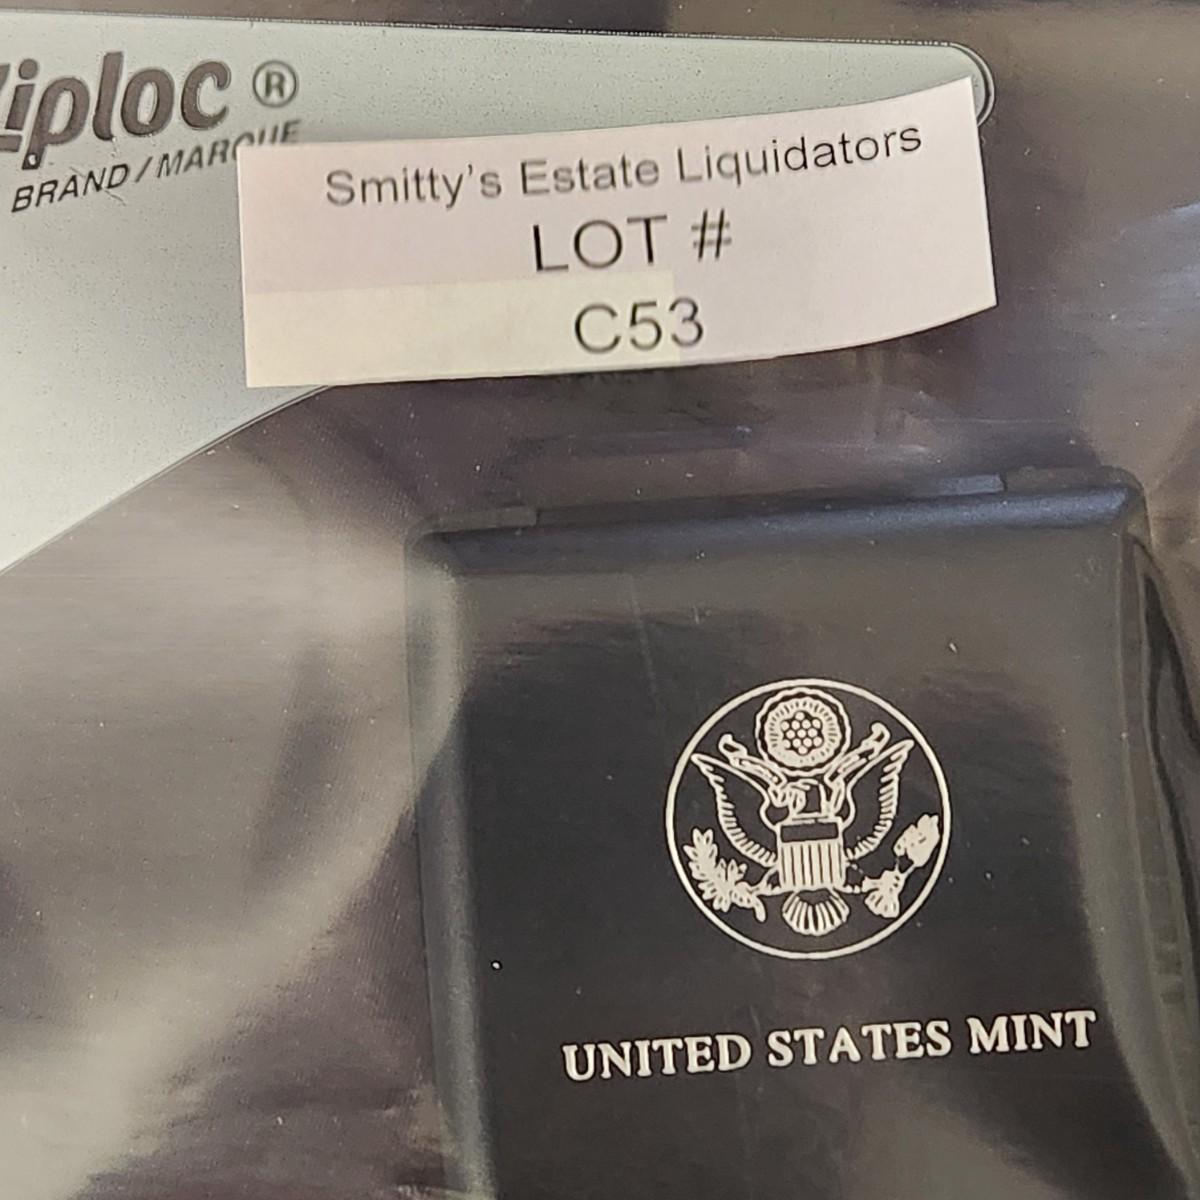 Ziploc ®
BRAND/MARQUE
Smitty's Estate Liquidators
LOT #
C53
UNITED STATES MINT